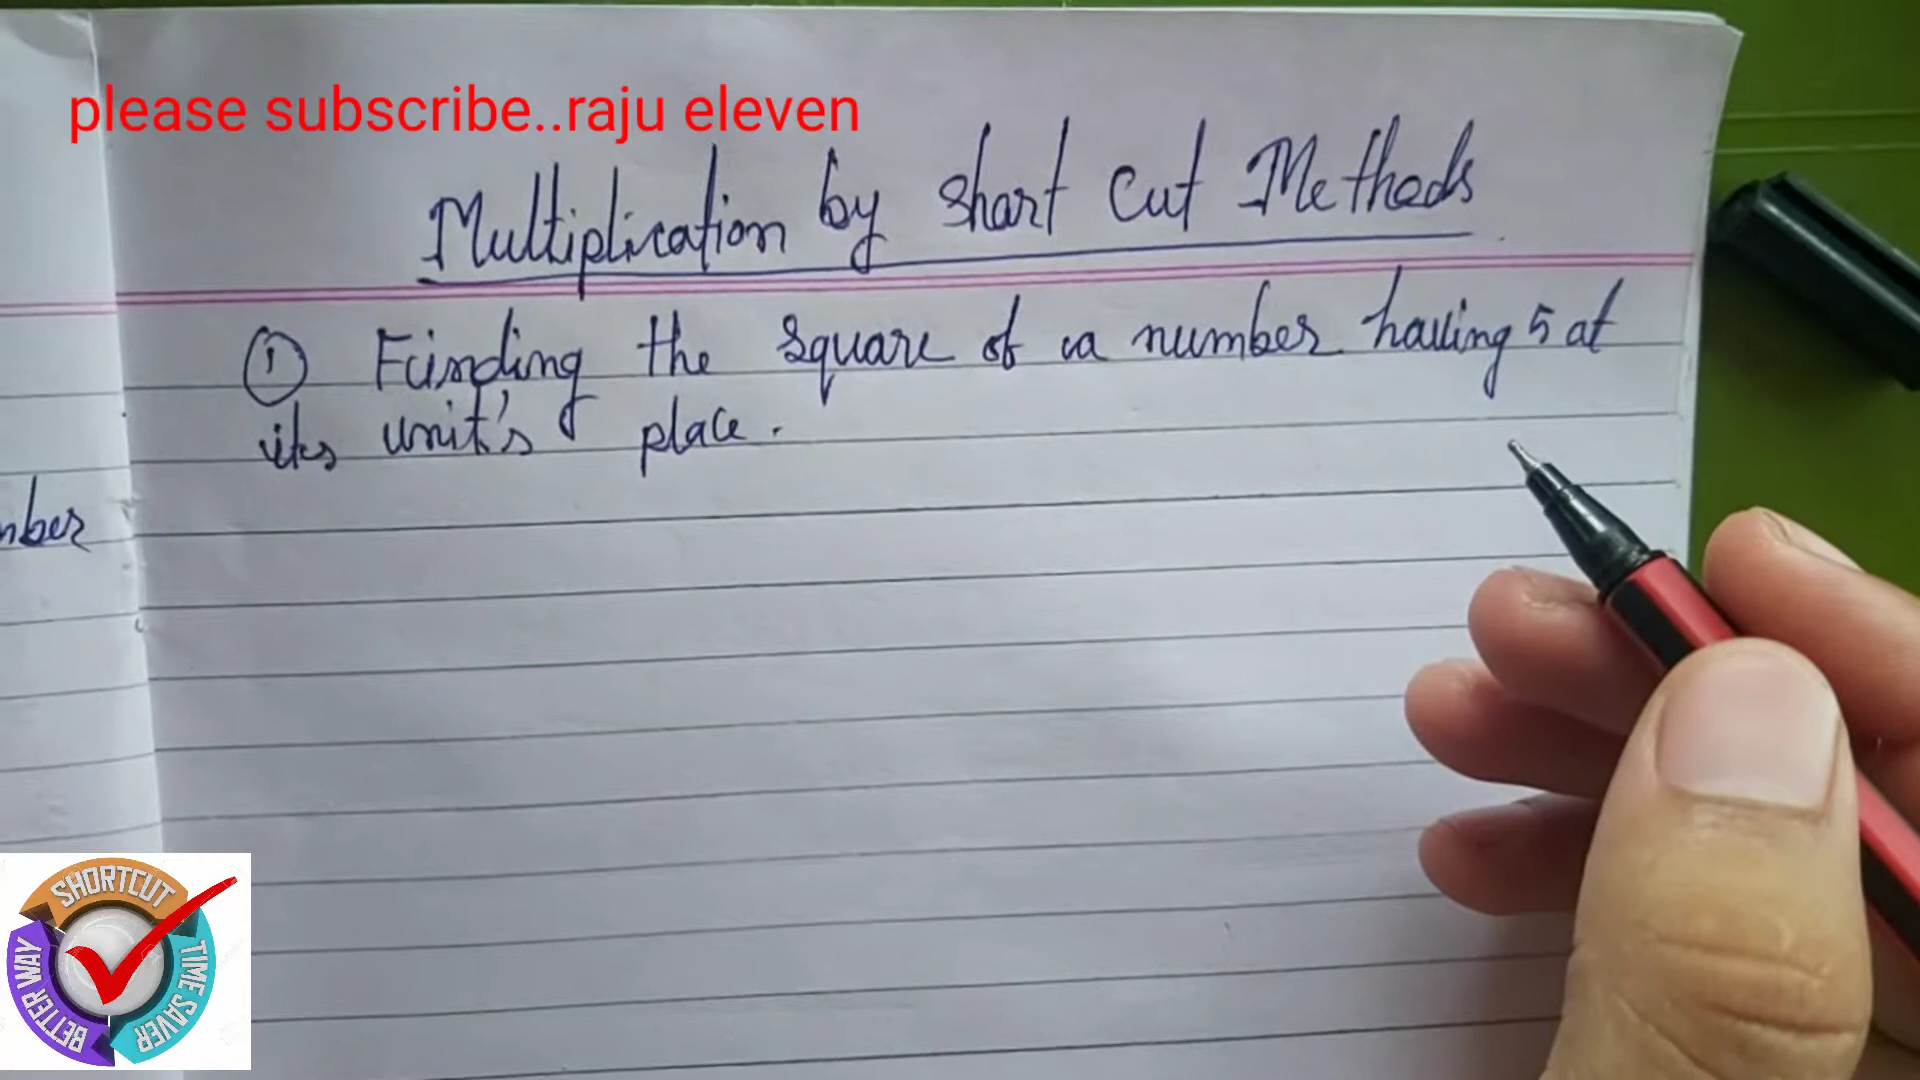 please subscribe..raju eleven
Multiplication by Short Cut Methods
① Finding the square of a number having 5 at
its unit's place.
mber
SHORTCUT
TIME SAVER
BETTER WAY